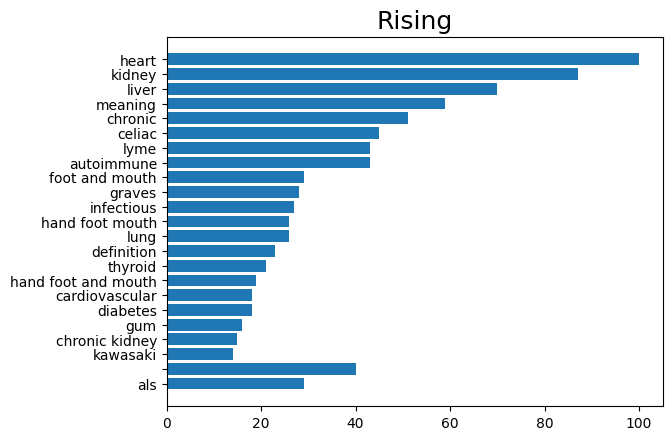 Rising
heart
kidney
liver
meaning
chronic
celiac
lyme
autoimmune
foot and mouth
graves
infectious
hand foot mouth
lung
definition
thyroid
hand foot and mouth
cardiovascular
diabetes
gum
chronic kidney
kawasaki
als
0 20 40 60 80 100